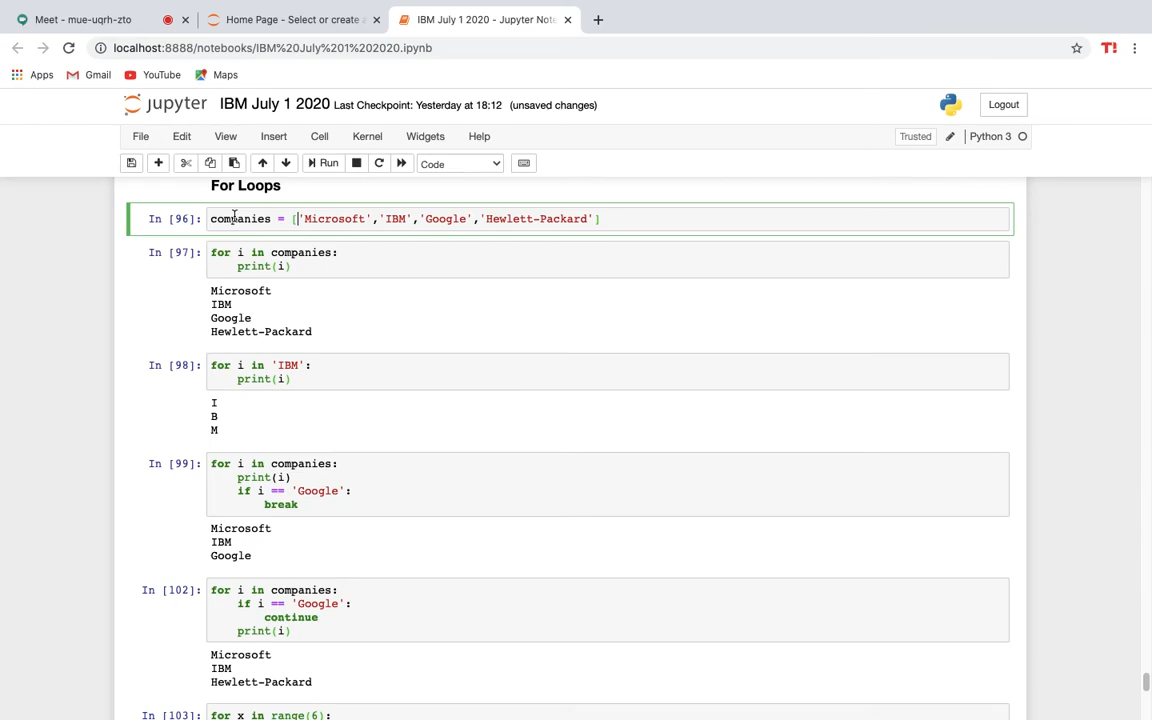 Meet - mue-uqrh-zto
Home Page - Select or create a
IBM July 1 2020 - Jupyter Note
localhost:8888/notebooks/IBM%20July%201%202020.ipynb
T!
Apps
Gmail
YouTube
Maps
jupyter
IBM July 1 2020 Last Checkpoint: Yesterday at 18:12 (unsaved changes)
Logout
File
Edit
View
Insert
Cell
Kernel
Widgets
Help
Trusted
Python 3
Run
Code
For Loops
In [96]: companies = ['Microsoft','IBM','Google','Hewlett-Packard']
In [97]: for i in companies:
print(i)
Microsoft
IBM
Google
Hewlett-Packard
In [98]: for i in 'IBM':
print(i)
I
B
M
In [99]: for i in companies:
print(i)
if i == 'Google':
break
Microsoft
IBM
Google
In [102]: for i in companies:
if i == 'Google':
continue
print(i)
Microsoft
IBM
Hewlett-Packard
In [103]: for x in range(6):